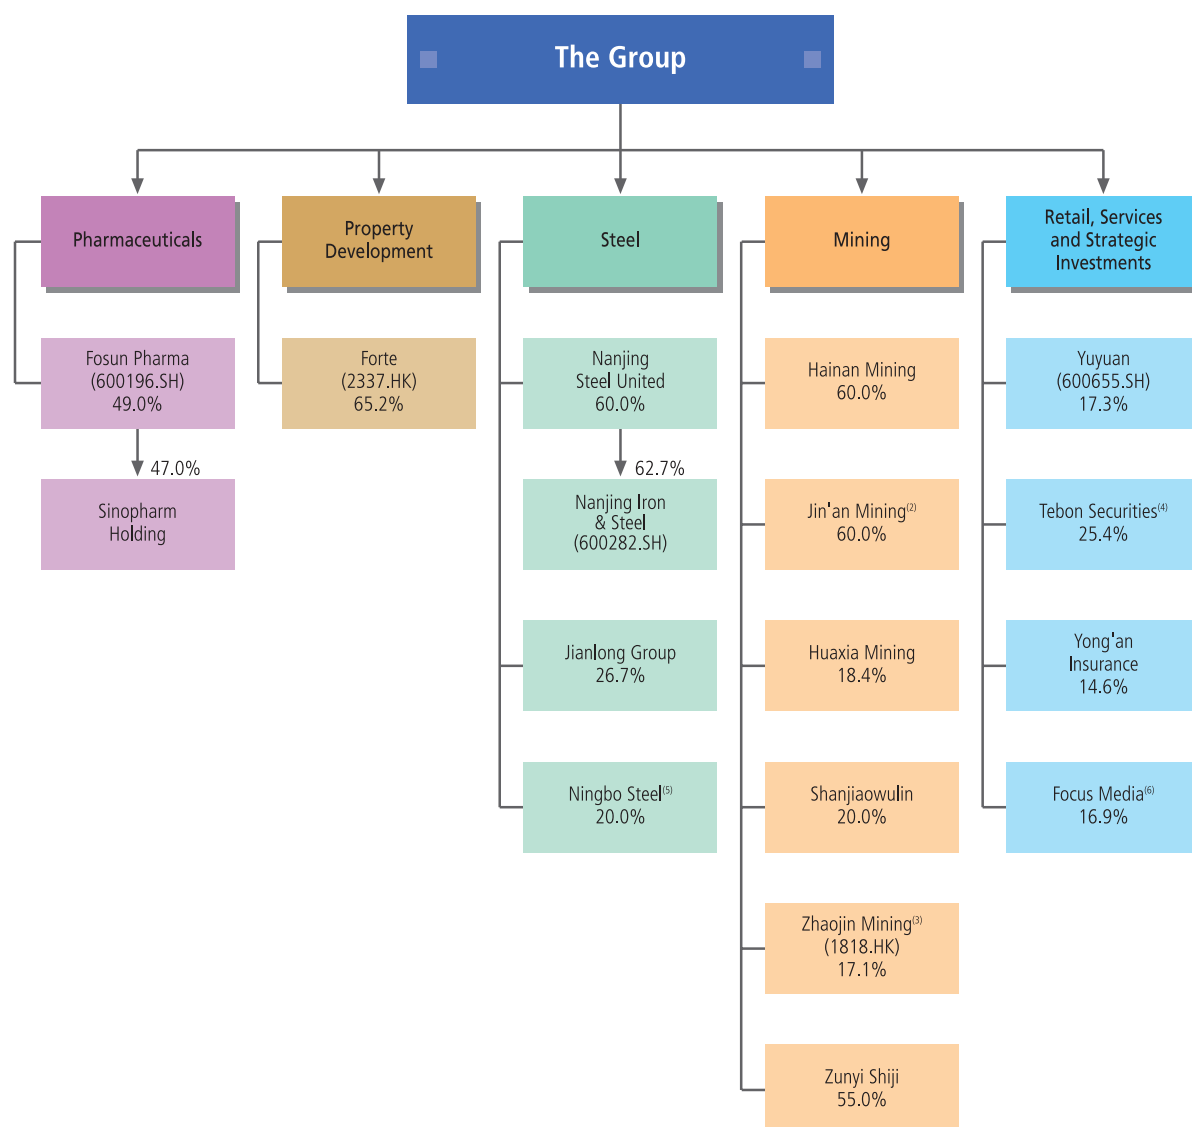 The Group
Pharmaceuticals
Property
Development
Steel
Mining
Retail, Services
and Strategic
Investments
Fosun Pharma
(600196.SH)
49.0%
47.0%
Sinopharm
Holding
Forte
(2337.HK)
65.2%
Nanjing
Steel United
60.0%
62.7%
Nanjing Iron
& Steel
(600282.SH)
Jianlong Group
26.7%
Ningbo Steel(5)
20.0%
Hainan Mining
60.0%
Jin'an Mining(2)
60.0%
Huaxia Mining
18.4%
Shanjiaowulin
20.0%
Zhaojin Mining(3)
(1818.HK)
17.1%
Zunyi Shiji
55.0%
Yuyuan
(600655.SH)
17.3%
Tebon Securities(4)
25.4%
Yong'an
Insurance
14.6%
Focus Media(6)
16.9%